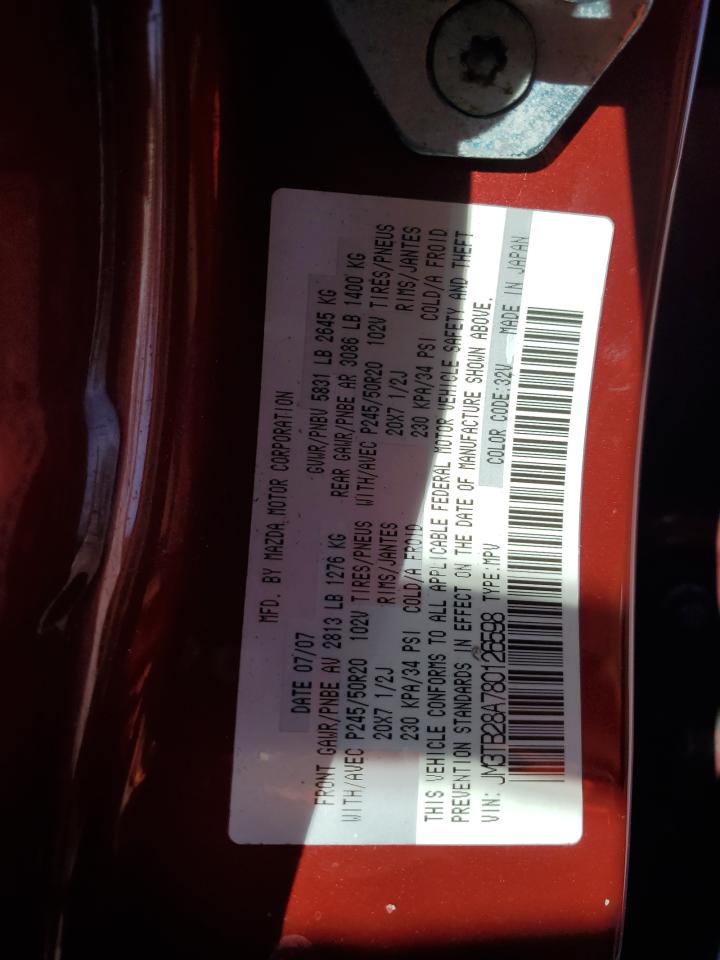 MFD. BY MAZDA MOTOR CORPORATION
DATE 07/07 GVWR/PNBV 5831 LB 2645 KG
FRONT GAWR/PNBE AV 2813 LB 1276 KG REAR GAWR/PNBE AR 3086 LB 1400 KG
WITH/AVEC P245/50R20 102V TIRES/PNEUS WITH/AVEC P245/50R20 102V TIRES/PNEUS
20X7 1/2J RIMS/JANTES 20X7 1/2J RIMS/JANTES
230 KPA/34 PSI COLD/A FROID 230 KPA/34 PSI COLD/A FROID
THIS VEHICLE CONFORMS TO ALL APPLICABLE FEDERAL MOTOR VEHICLE SAFETY AND THEFT
PREVENTION STANDARDS IN EFFECT ON THE DATE OF MANUFACTURE SHOWN ABOVE.
VIN: JM3TB28A780126598 TYPE:MPV COLOR CODE:32V MADE IN JAPAN